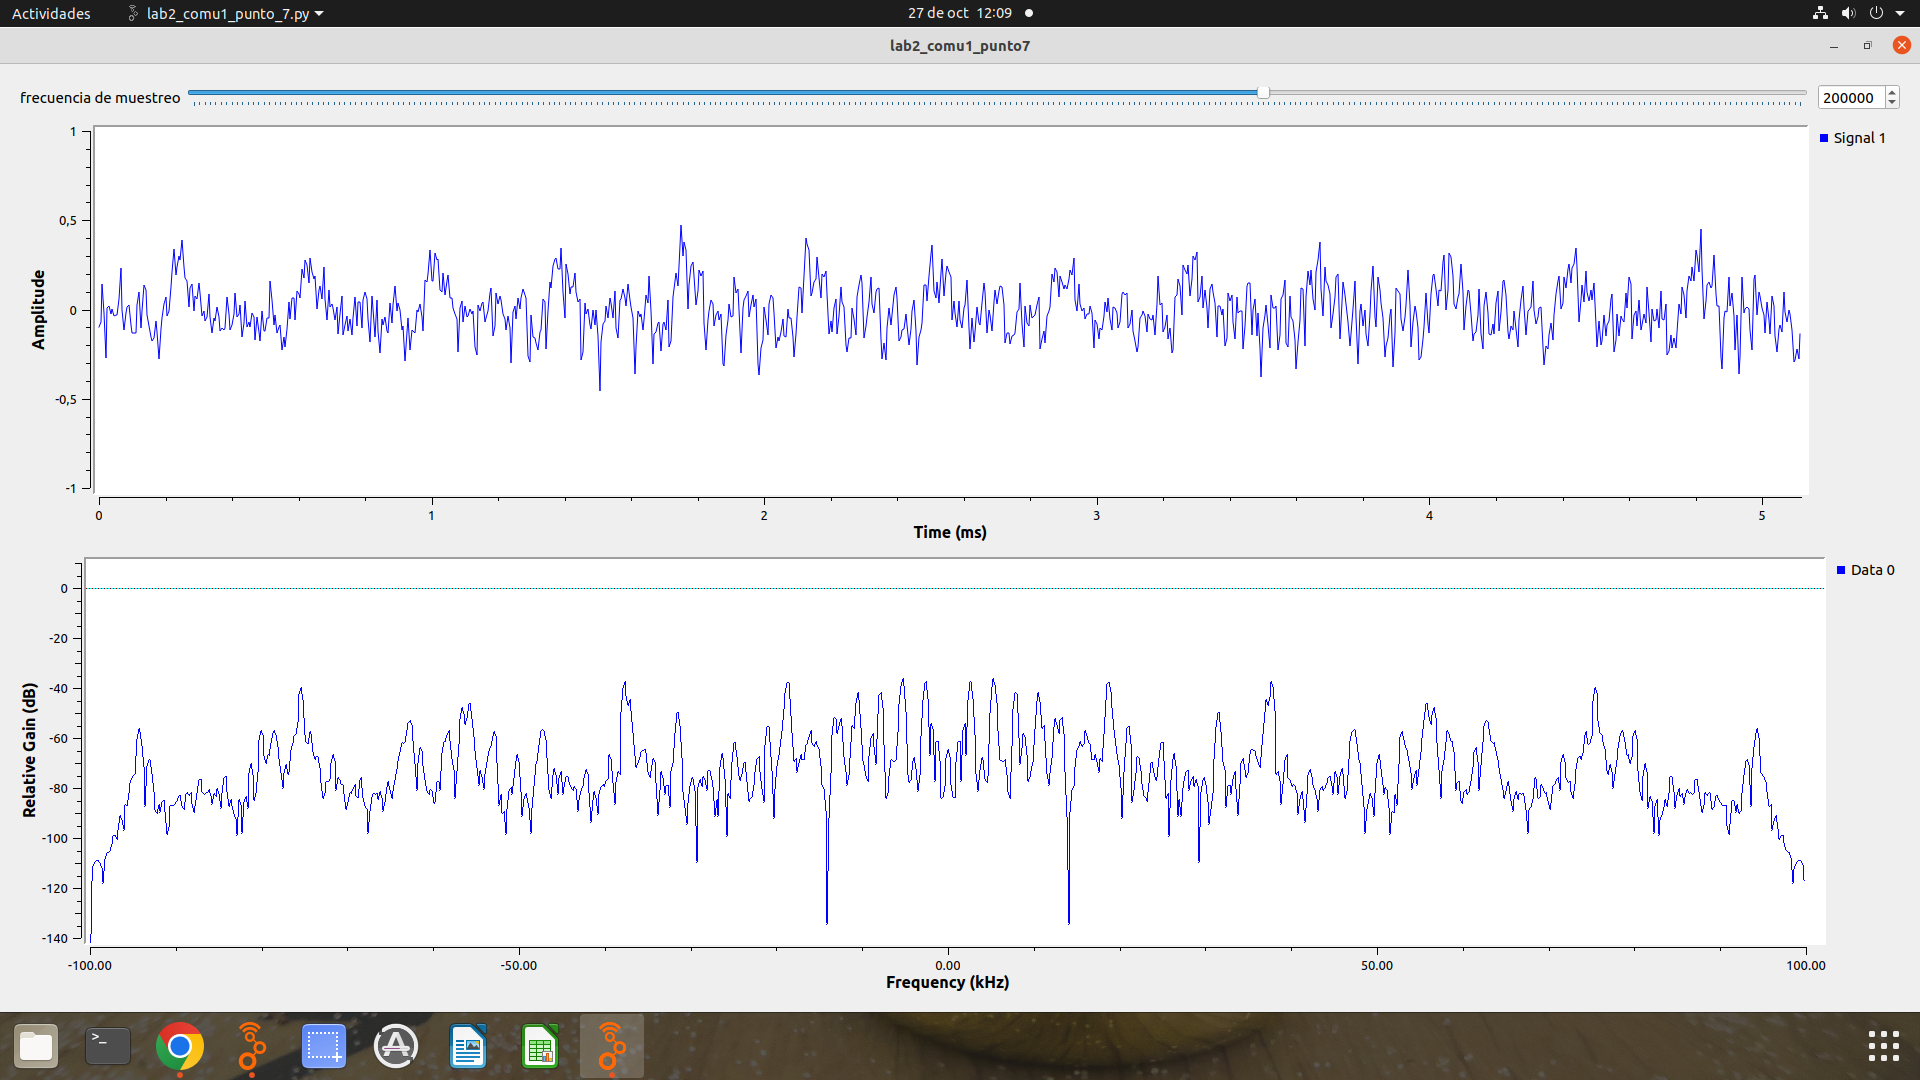 Actividades lab2_comu1_punto_7.py 27 de oct 12:09
lab2_comu1_punto7
frecuencia de muestreo 200000
Signal 1
1
0,5
0
-0,5
-1
Amplitude
0 1 2 3 4 5
Time (ms)
Data 0
0
-20
-40
-60
-80
-100
-120
-140
Relative Gain (dB)
-100.00 -50.00 0.00 50.00 100.00
Frequency (kHz)
>_
A